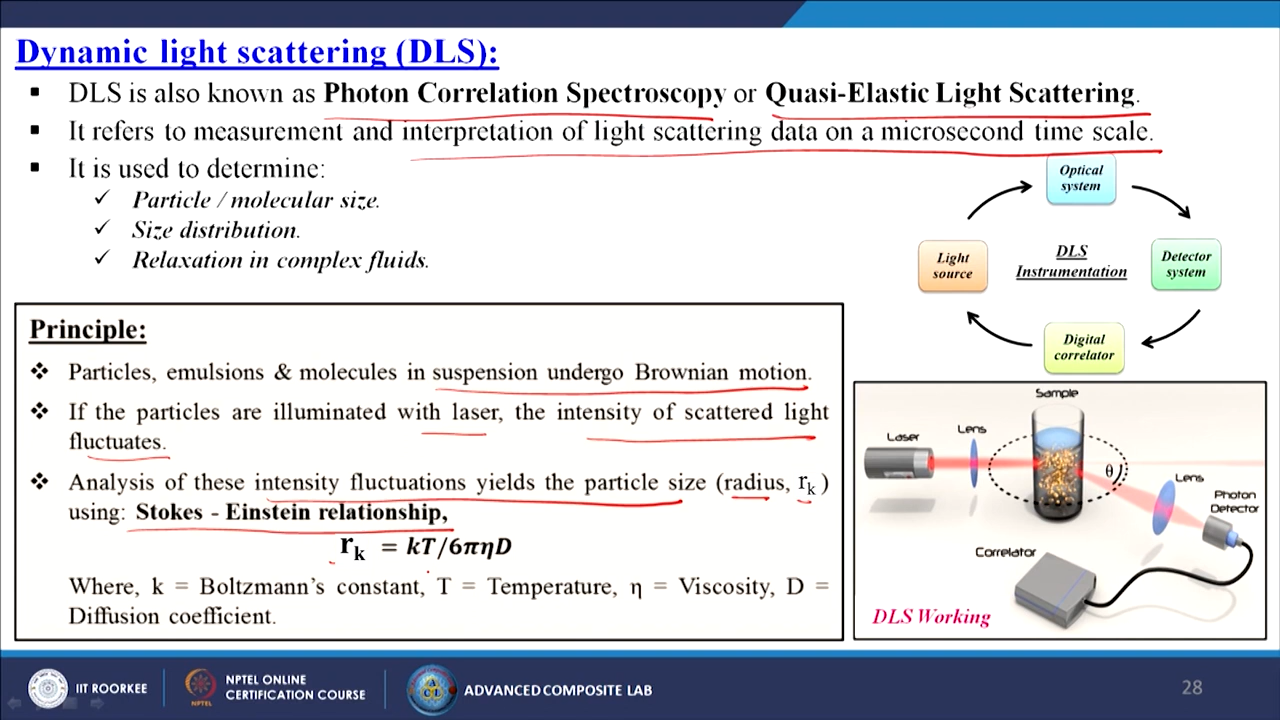 Dynamic light scattering (DLS):
▪ DLS is also known as Photon Correlation Spectroscopy or Quasi-Elastic Light Scattering.
▪ It refers to measurement and interpretation of light scattering data on a microsecond time scale.
▪ It is used to determine:
✓ Particle / molecular size.
✓ Size distribution.
✓ Relaxation in complex fluids.
Optical
system
Light
source
DLS
Instrumentation
Detector
system
Digital
correlator
Principle:
❖ Particles, emulsions & molecules in suspension undergo Brownian motion.
❖ If the particles are illuminated with laser, the intensity of scattered light
fluctuates.
❖ Analysis of these intensity fluctuations yields the particle size (radius, rₖ)
using: Stokes - Einstein relationship,
rₖ = kT/6πηD
Where, k = Boltzmann's constant, T = Temperature, η = Viscosity, D =
Diffusion coefficient.
Sample
Laser
Lens
θ
Lens
Photon
Detector
Correlator
DLS Working
IIT ROORKEE
NPTEL
NPTEL ONLINE
CERTIFICATION COURSE
ACL
ADVANCED COMPOSITE LAB
28